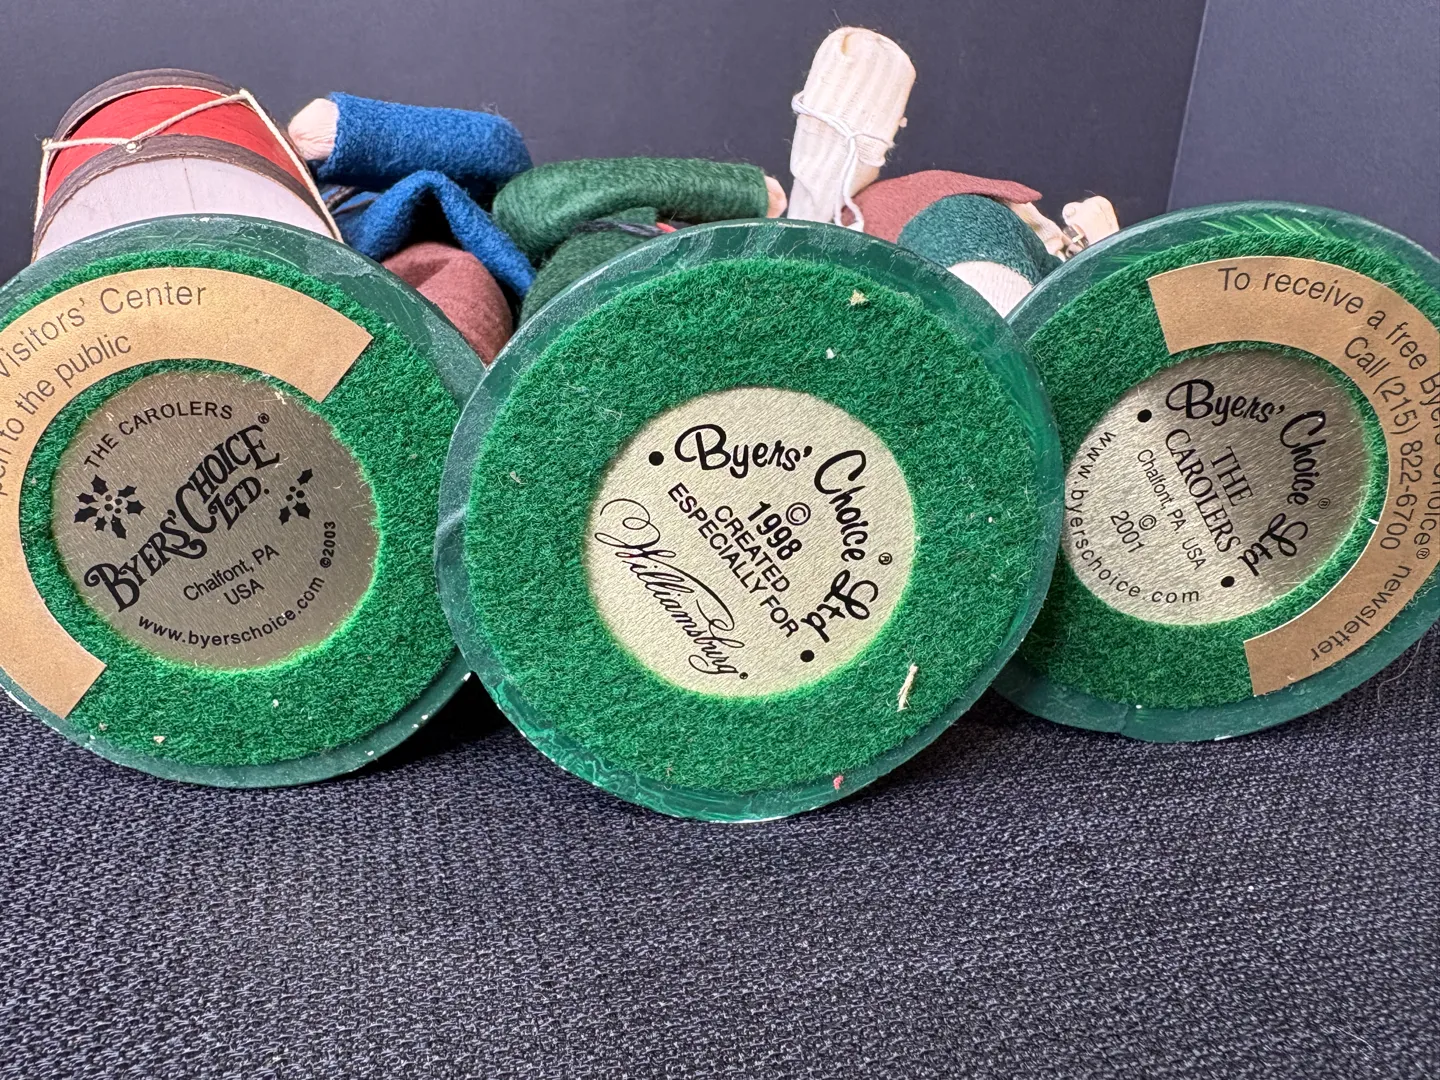 Visitors' Center
to the public
THE CAROLERS
BYERS' CHOICE®
LTD.
Chalfont, PA
USA
www.byerschoice.com ©2003
Byers' Choice® Ltd
©
1998
CREATED
ESPECIALLY FOR
Williamsburg
To receive a free Byers' Choice® newsletter
Call (215) 822-6700
Byers' Choice® Ltd
THE
CAROLERS
Chalfont, PA, USA
©
2001
www.byerschoice.com